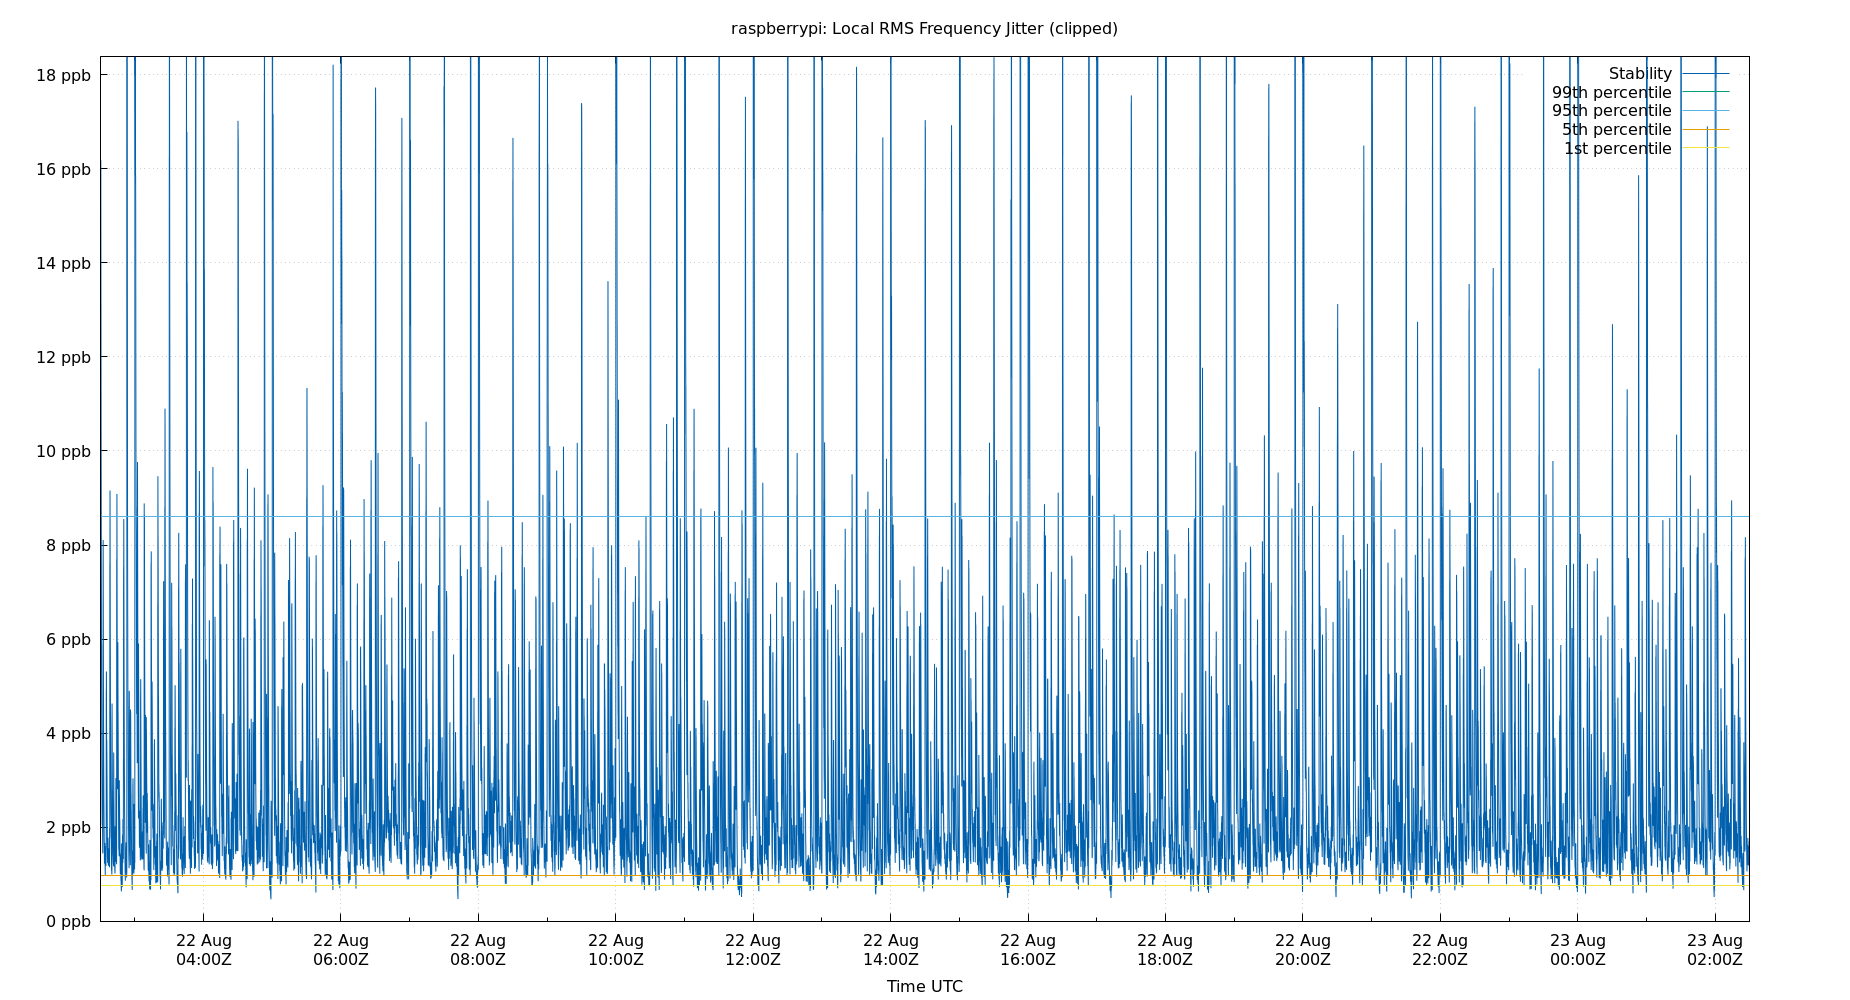 raspberrypi: Local RMS Frequency Jitter (clipped)
18 ppb
16 ppb
14 ppb
12 ppb
10 ppb
8 ppb
6 ppb
4 ppb
2 ppb
0 ppb
Stability
99th percentile
95th percentile
5th percentile
1st percentile
22 Aug 22 Aug 22 Aug 22 Aug 22 Aug 22 Aug 22 Aug 22 Aug 22 Aug 22 Aug 23 Aug 23 Aug
04:00Z 06:00Z 08:00Z 10:00Z 12:00Z 14:00Z 16:00Z 18:00Z 20:00Z 22:00Z 00:00Z 02:00Z
Time UTC